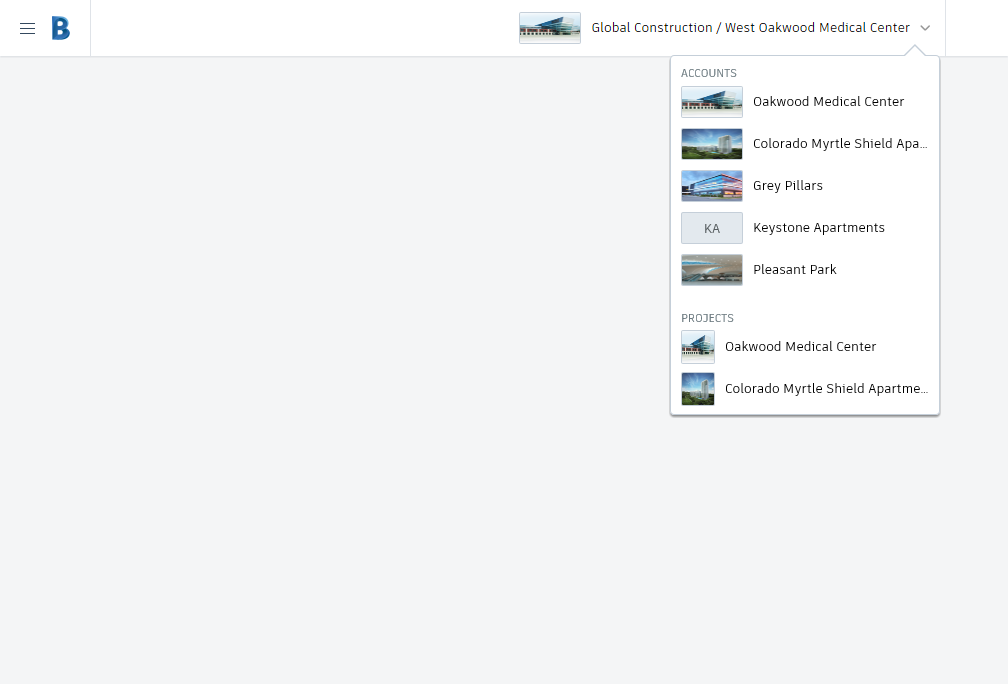 B
Global Construction / West Oakwood Medical Center
ACCOUNTS
Oakwood Medical Center
Colorado Myrtle Shield Apa...
Grey Pillars
KA
Keystone Apartments
Pleasant Park
PROJECTS
Oakwood Medical Center
Colorado Myrtle Shield Apartme...